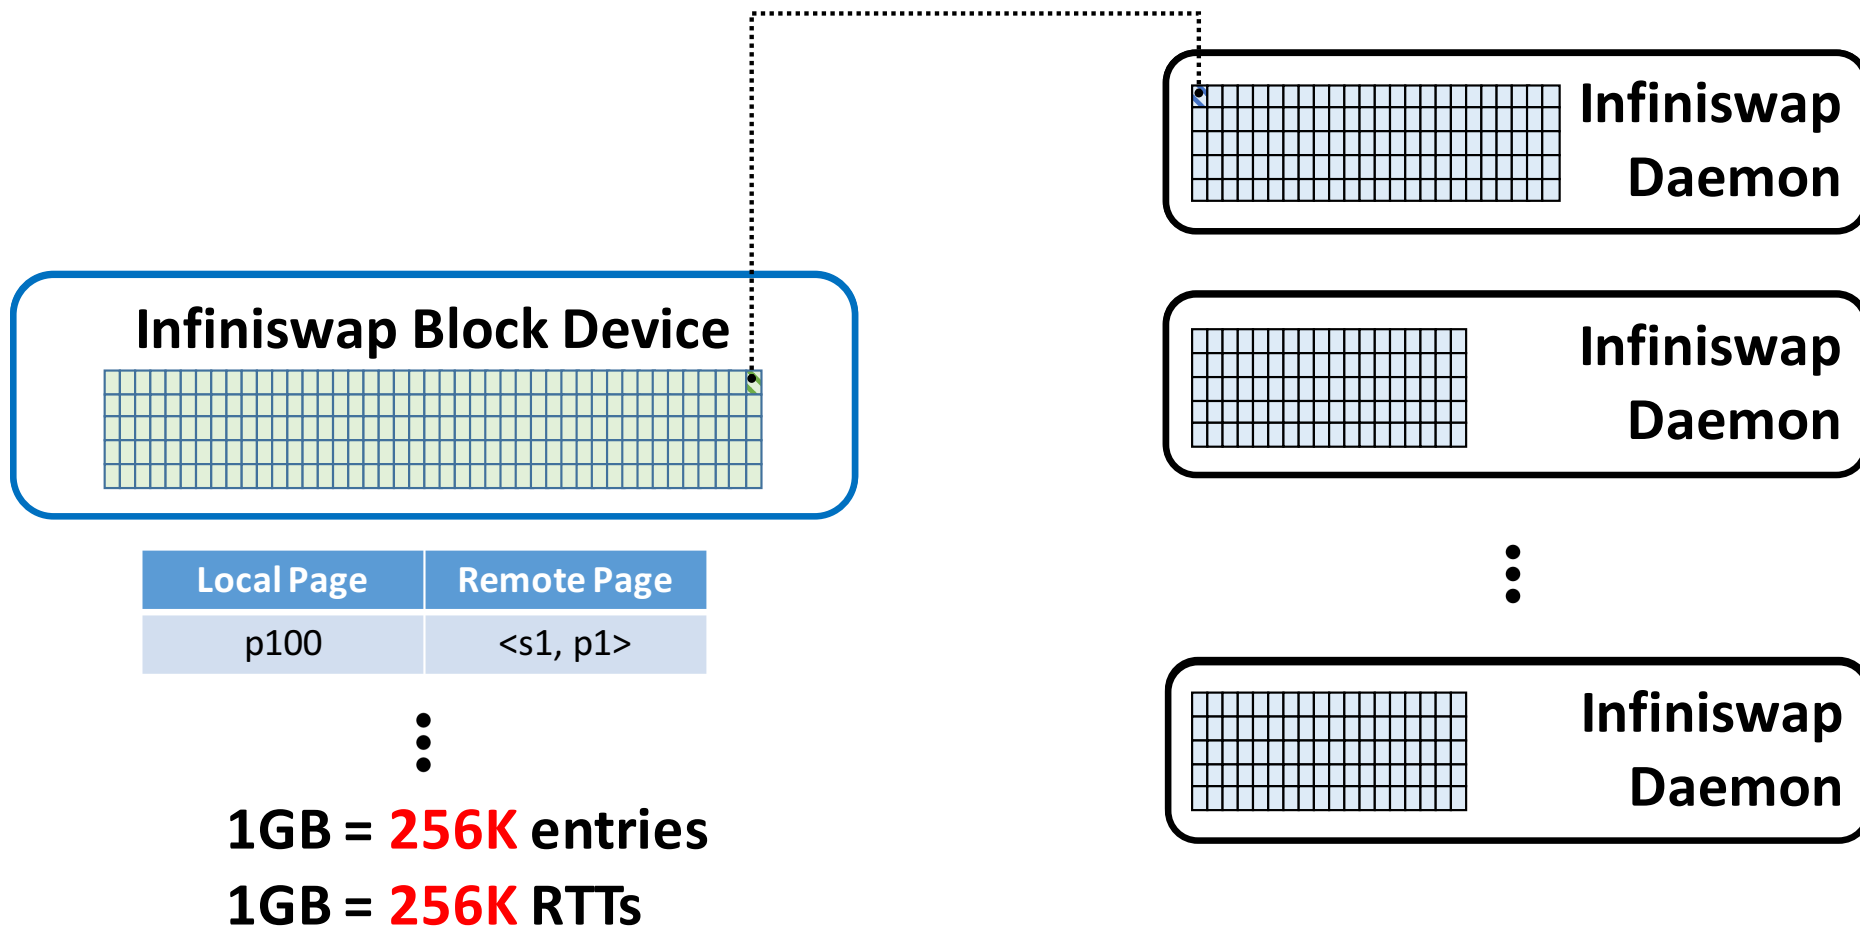 Infiniswap Block Device
Local Page Remote Page
p100 <s1, p1>
1GB = 256K entries
1GB = 256K RTTs
Infiniswap
Daemon
Infiniswap
Daemon
Infiniswap
Daemon